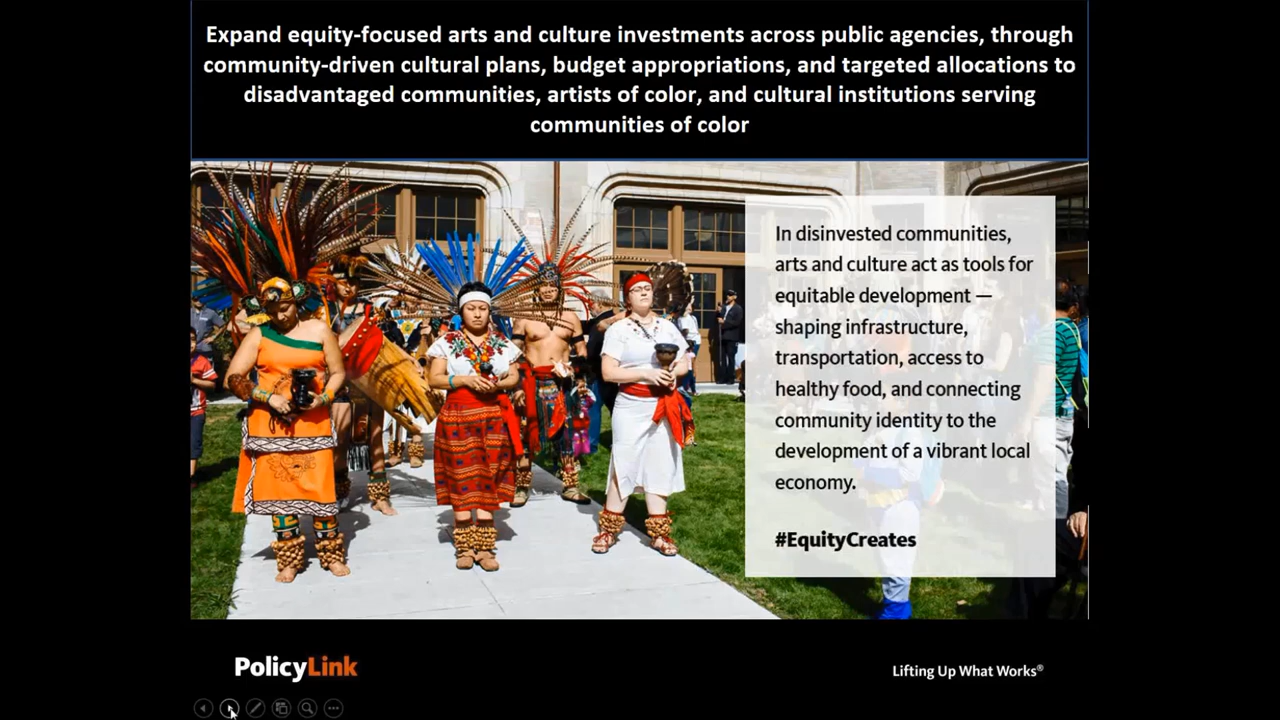 Expand equity-focused arts and culture investments across public agencies, through
community-driven cultural plans, budget appropriations, and targeted allocations to
disadvantaged communities, artists of color, and cultural institutions serving
communities of color
In disinvested communities,
arts and culture act as tools for
equitable development —
shaping infrastructure,
transportation, access to
healthy food, and connecting
community identity to the
development of a vibrant local
economy.
#EquityCreates
PolicyLink
Lifting Up What Works®